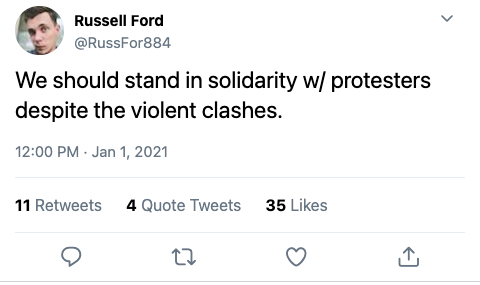 Russell Ford
@RussFor884
We should stand in solidarity w/ protesters
despite the violent clashes.
12:00 PM · Jan 1, 2021
11 Retweets 4 Quote Tweets 35 Likes